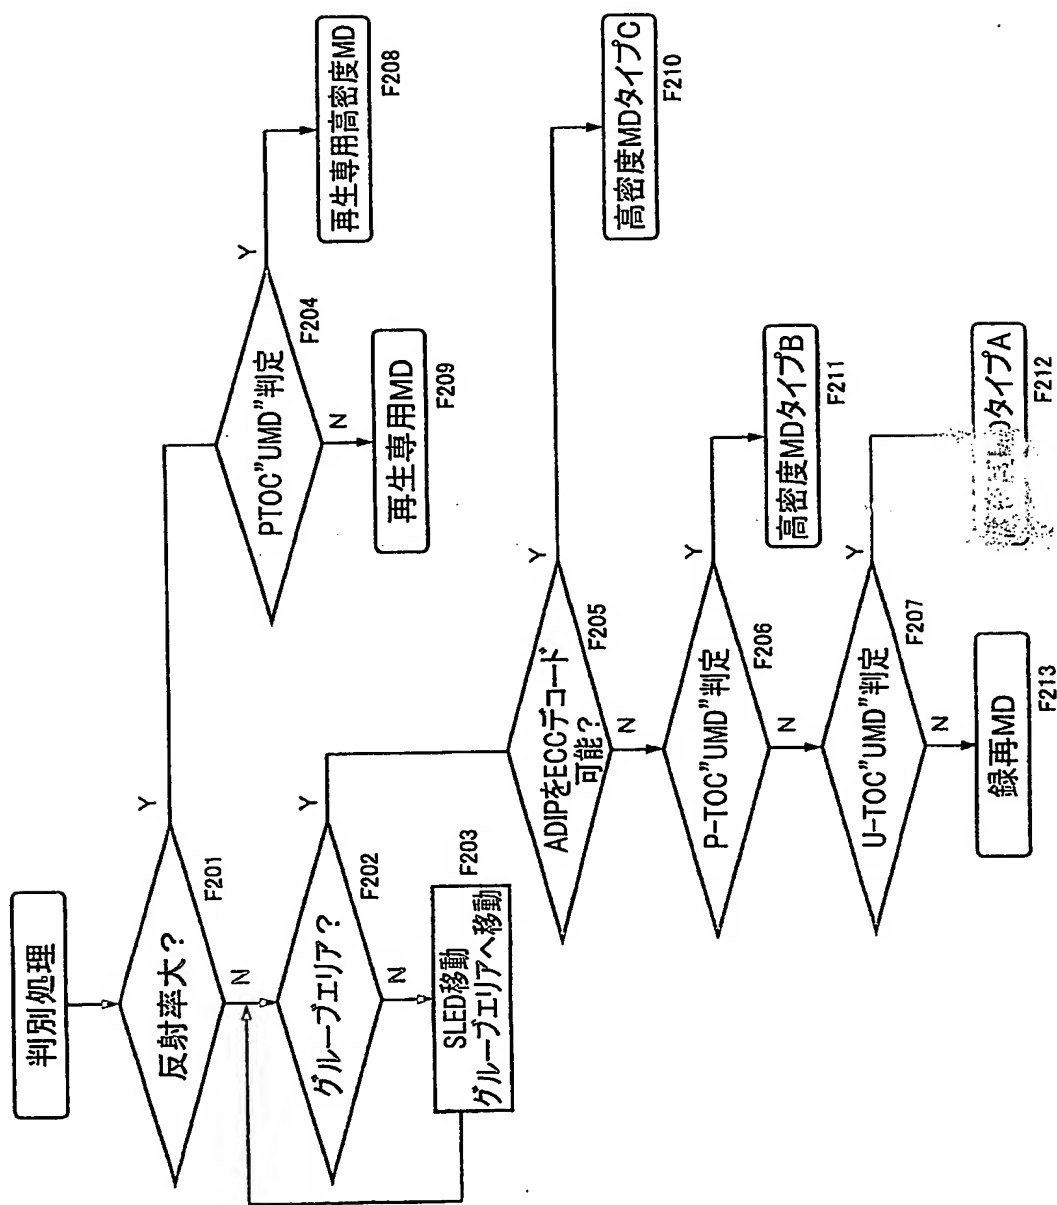 判別処理
反射率大?
F201
Y
N
グルーブエリア?
F202
Y
N
SLED移動
グルーブエリアへ移動
F203
PTOC"UMD"判定
F204
Y
N
再生専用高密度MD
F208
再生専用MD
F209
ADIPをECCデコード
可能?
F205
Y
N
高密度MDタイプC
F210
P-TOC"UMD"判定
F206
Y
N
高密度MDタイプB
F211
U-TOC"UMD"判定
F207
Y
N
タイプA
F212
録再MD
F213